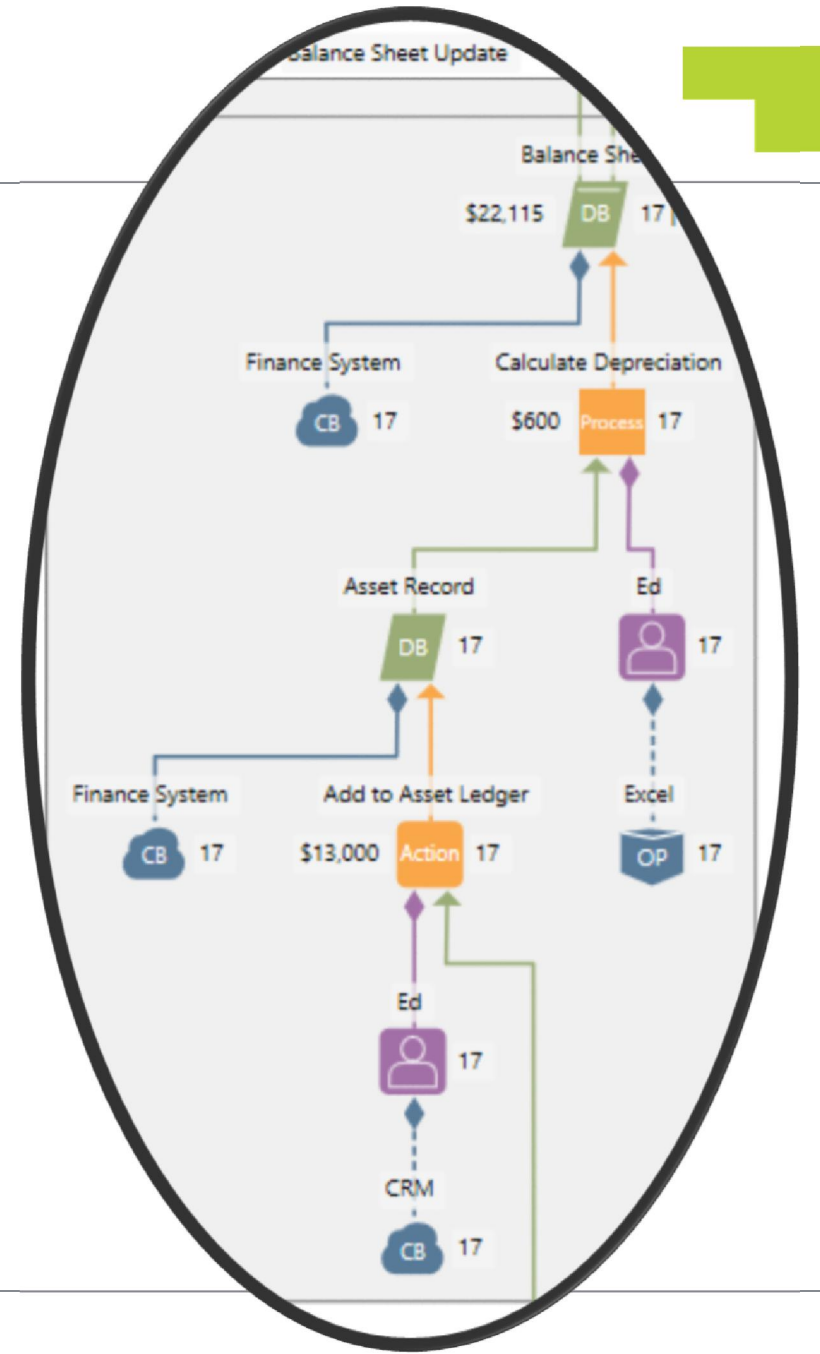 Balance Sheet Update
Balance She
$22,115 DB 17 |
Finance System Calculate Depreciation
CB 17 $600 Process 17
Asset Record Ed
DB 17 17
Finance System Add to Asset Ledger Excel
CB 17 $13,000 Action 17 OP 17
Ed
17
CRM
CB 17